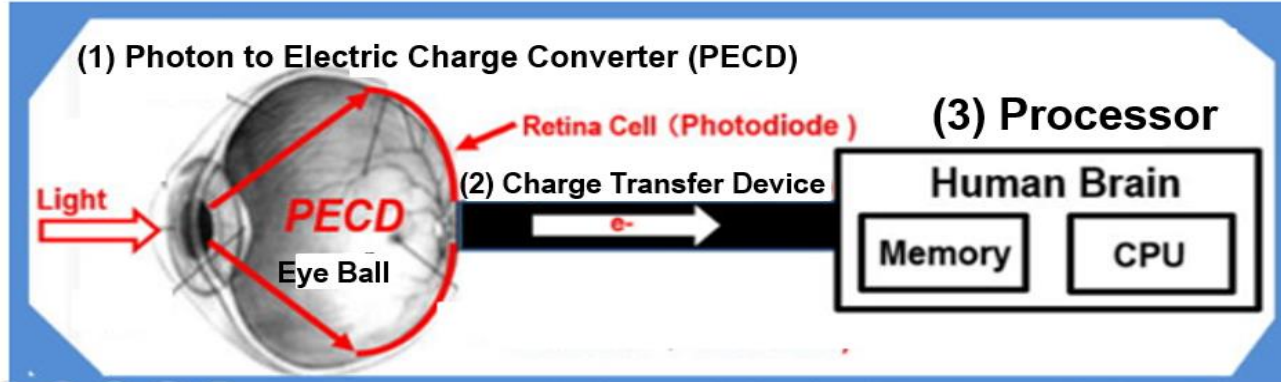 (1) Photon to Electric Charge Converter (PECD)
(3) Processor
Retina Cell（Photodiode ）
Light
(2) Charge Transfer Device
Human Brain
PECD
e-
Memory
CPU
Eye Ball